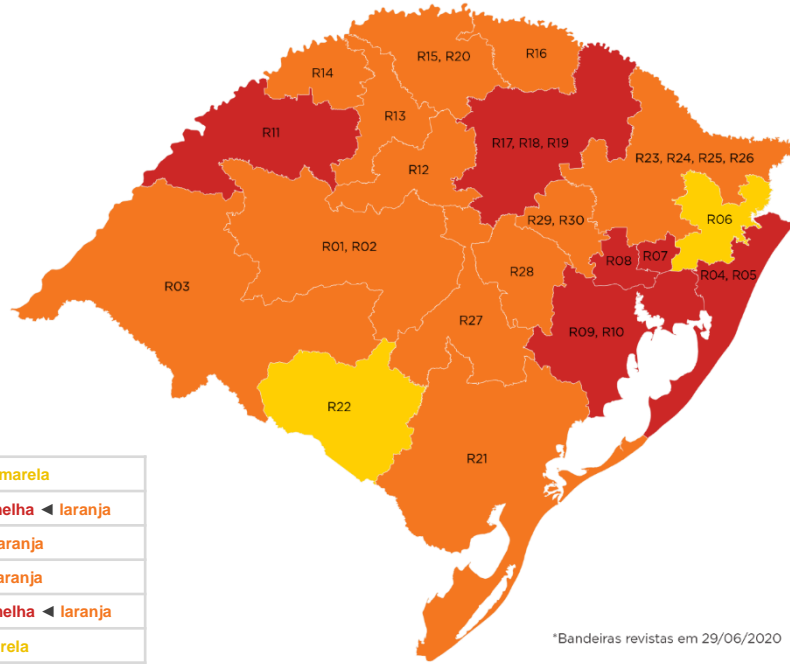 R16
R15, R20
R14
R13
R11
R17, R18, R19
R23, R24, R25, R26
R12
R29, R30
R06
R01, R02
R08
R07
R28
R04, R05
R03
R27
R09, R10
R22
R21
marela
nelha ◄ laranja
aranja
aranja
nelha ◄ laranja
rela
*Bandeiras revistas em 29/06/2020